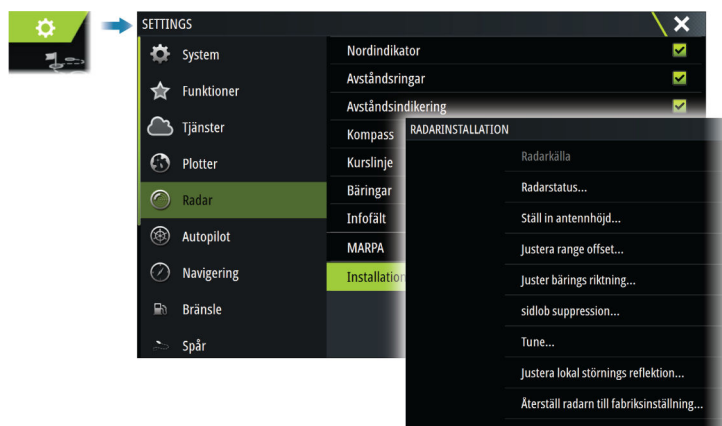 SETTINGS
System
Funktioner
Tjänster
Plotter
Radar
Autopilot
Navigering
Bränsle
Spår
Nordindikator
Avståndsringar
Avståndsindikering
Kompass
Kurslinje
Bäringar
Infofält
MARPA
Installation
RADARINSTALLATION
Radarkälla
Radarstatus...
Ställ in antennhöjd...
Justera range offset...
Juster bärings riktning...
sidlob suppression...
Tune...
Justera lokal störnings reflektion...
Återställ radarn till fabriksinställning...